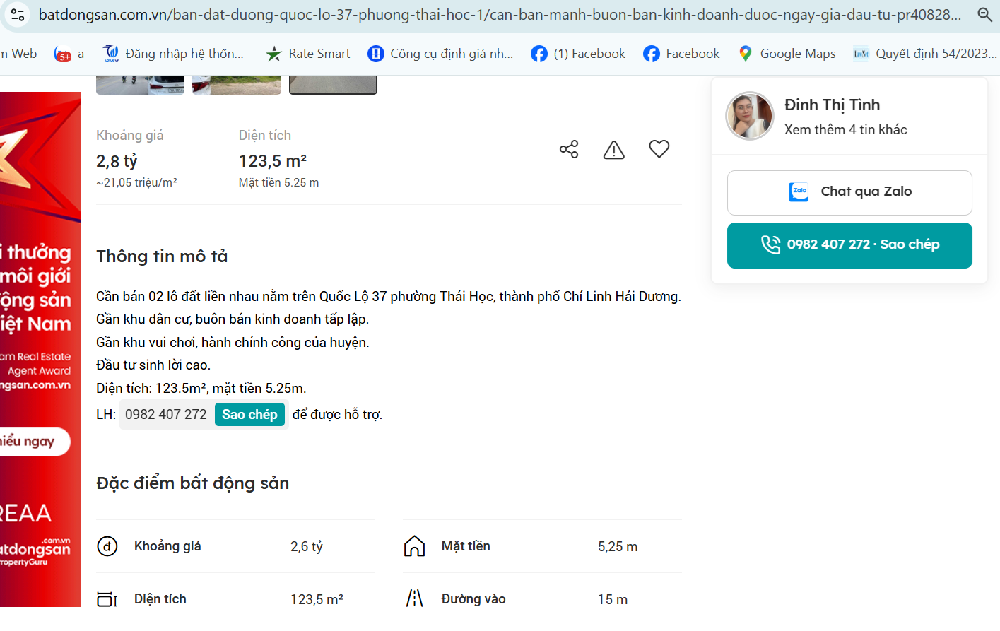 batdongsan.com.vn/ban-dat-duong-quoc-lo-37-phuong-thai-hoc-1/can-ban-manh-buon-ban-kinh-doanh-duoc-ngay-gia-dau-tu-pr40828...
m Web
5+
a
LOTUS VN
Đăng nhập hệ thốn...
Rate Smart
Công cụ định giá nh...
(1) Facebook
Facebook
Google Maps
Quyết định 54/2023...
Khoảng giá
Diện tích
2,8 tỷ
123,5 m²
~21,05 triệu/m²
Mặt tiền 5.25 m
Đinh Thị Tình
Xem thêm 4 tin khác
Zalo
Chat qua Zalo
0982 407 272 · Sao chép
i thưởng
môi giới
ộng sản
iệt Nam
am Real Estate
Agent Award
ngsan.com.vn
hiểu ngay
REAA
.com.vn
atdongsan
PropertyGuru
Thông tin mô tả
Cần bán 02 lô đất liền nhau nằm trên Quốc Lộ 37 phường Thái Học, thành phố Chí Linh Hải Dương.
Gần khu dân cư, buôn bán kinh doanh tấp lập.
Gần khu vui chơi, hành chính công của huyện.
Đầu tư sinh lời cao.
Diện tích: 123.5m², mặt tiền 5.25m.
LH: 0982 407 272 Sao chép để được hỗ trợ.
Đặc điểm bất động sản
đ
Khoảng giá
2,6 tỷ
Mặt tiền
5,25 m
Diện tích
123,5 m²
Đường vào
15 m